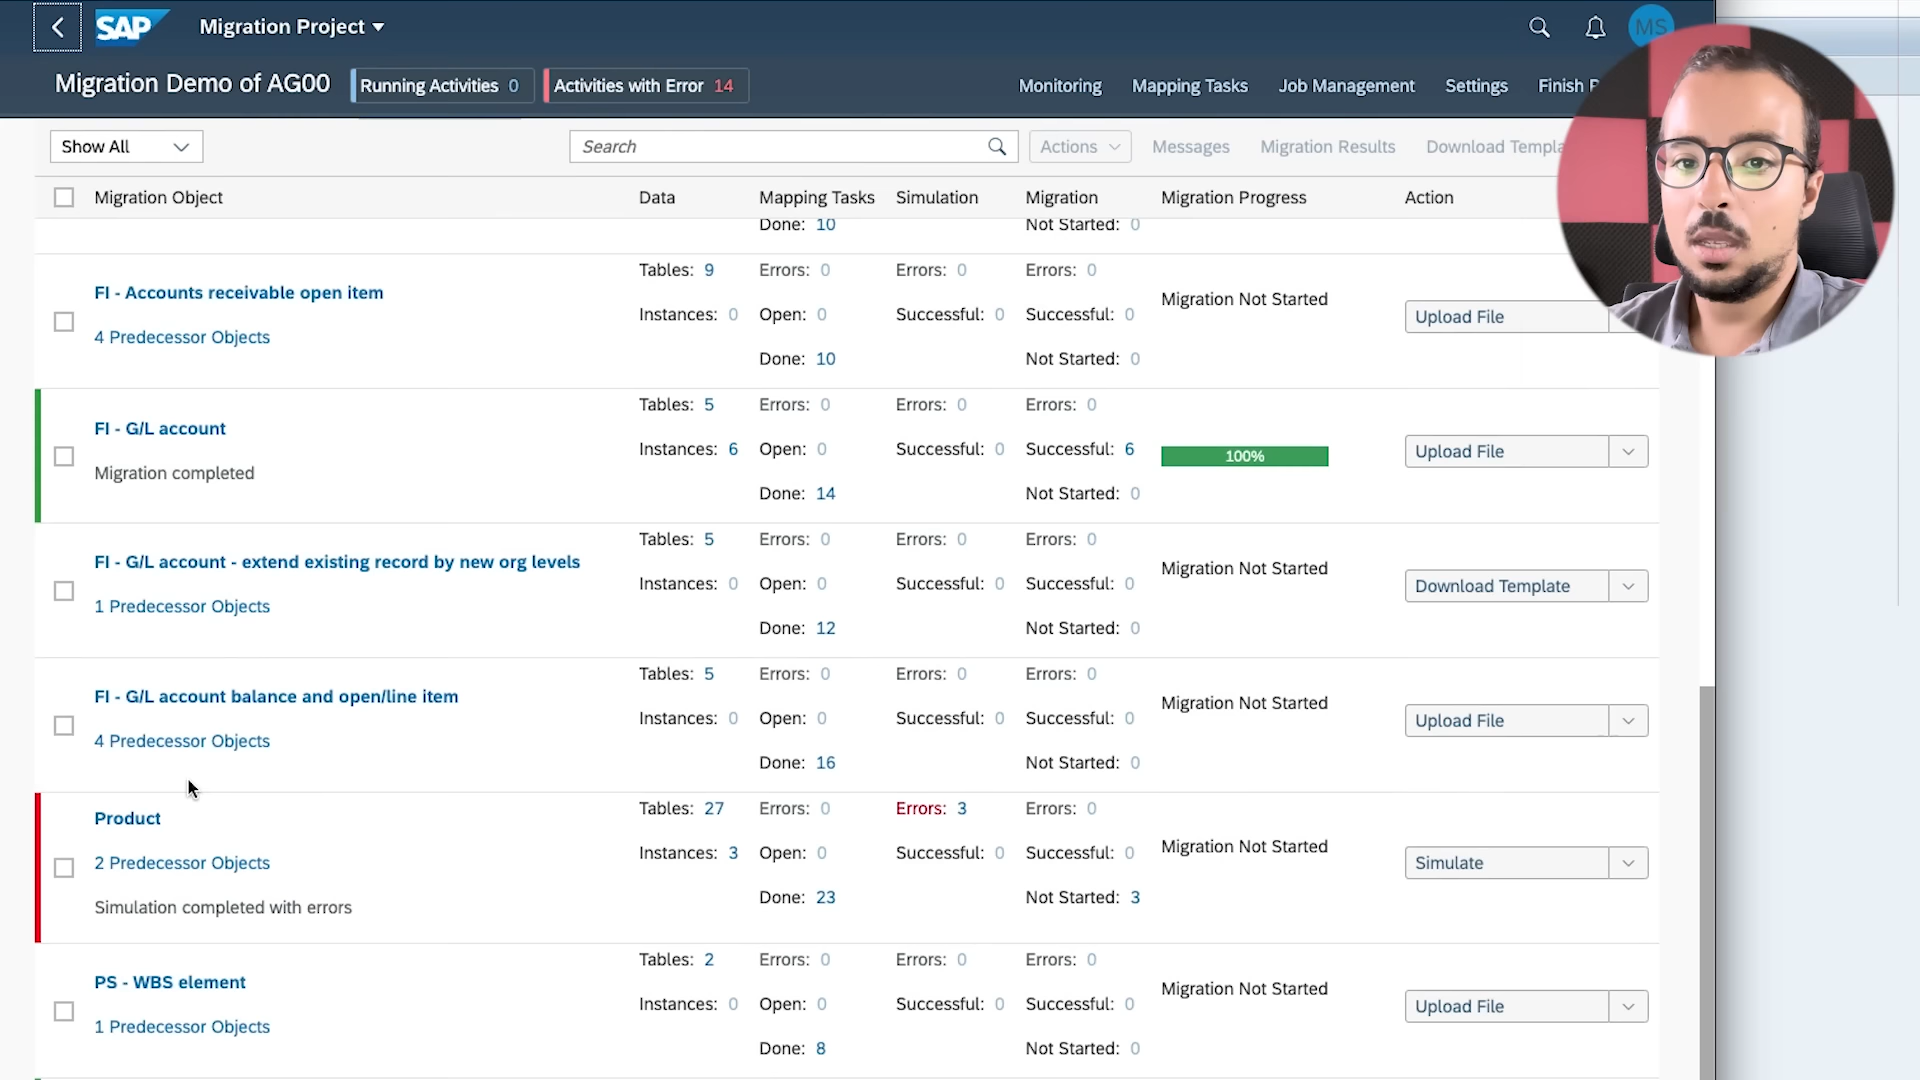 SAP Migration Project
MS
Migration Demo of AG00 Running Activities 0 Activities with Error 14 Monitoring Mapping Tasks Job Management Settings Finish
Show All Search Actions Messages Migration Results Download
Migration Object Data Mapping Tasks Simulation Migration Migration Progress Action
Done: 10 Not Started: 0
FI - Accounts receivable open item
4 Predecessor Objects
Tables: 9 Errors: 0 Errors: 0 Errors: 0
Instances: 0 Open: 0 Successful: 0 Successful: 0
Done: 10 Not Started: 0
Migration Not Started
Upload File
FI - G/L account
Migration completed
Tables: 5 Errors: 0 Errors: 0 Errors: 0
Instances: 6 Open: 0 Successful: 0 Successful: 6
Done: 14 Not Started: 0
100%
Upload File
FI - G/L account - extend existing record by new org levels
1 Predecessor Objects
Tables: 5 Errors: 0 Errors: 0 Errors: 0
Instances: 0 Open: 0 Successful: 0 Successful: 0
Done: 12 Not Started: 0
Migration Not Started
Download Template
FI - G/L account balance and open/line item
4 Predecessor Objects
Tables: 5 Errors: 0 Errors: 0 Errors: 0
Instances: 0 Open: 0 Successful: 0 Successful: 0
Done: 16 Not Started: 0
Migration Not Started
Upload File
Product
2 Predecessor Objects
Simulation completed with errors
Tables: 27 Errors: 0 Errors: 3 Errors: 0
Instances: 3 Open: 0 Successful: 0 Successful: 0
Done: 23 Not Started: 3
Migration Not Started
Simulate
PS - WBS element
1 Predecessor Objects
Tables: 2 Errors: 0 Errors: 0 Errors: 0
Instances: 0 Open: 0 Successful: 0 Successful: 0
Done: 8 Not Started: 0
Migration Not Started
Upload File